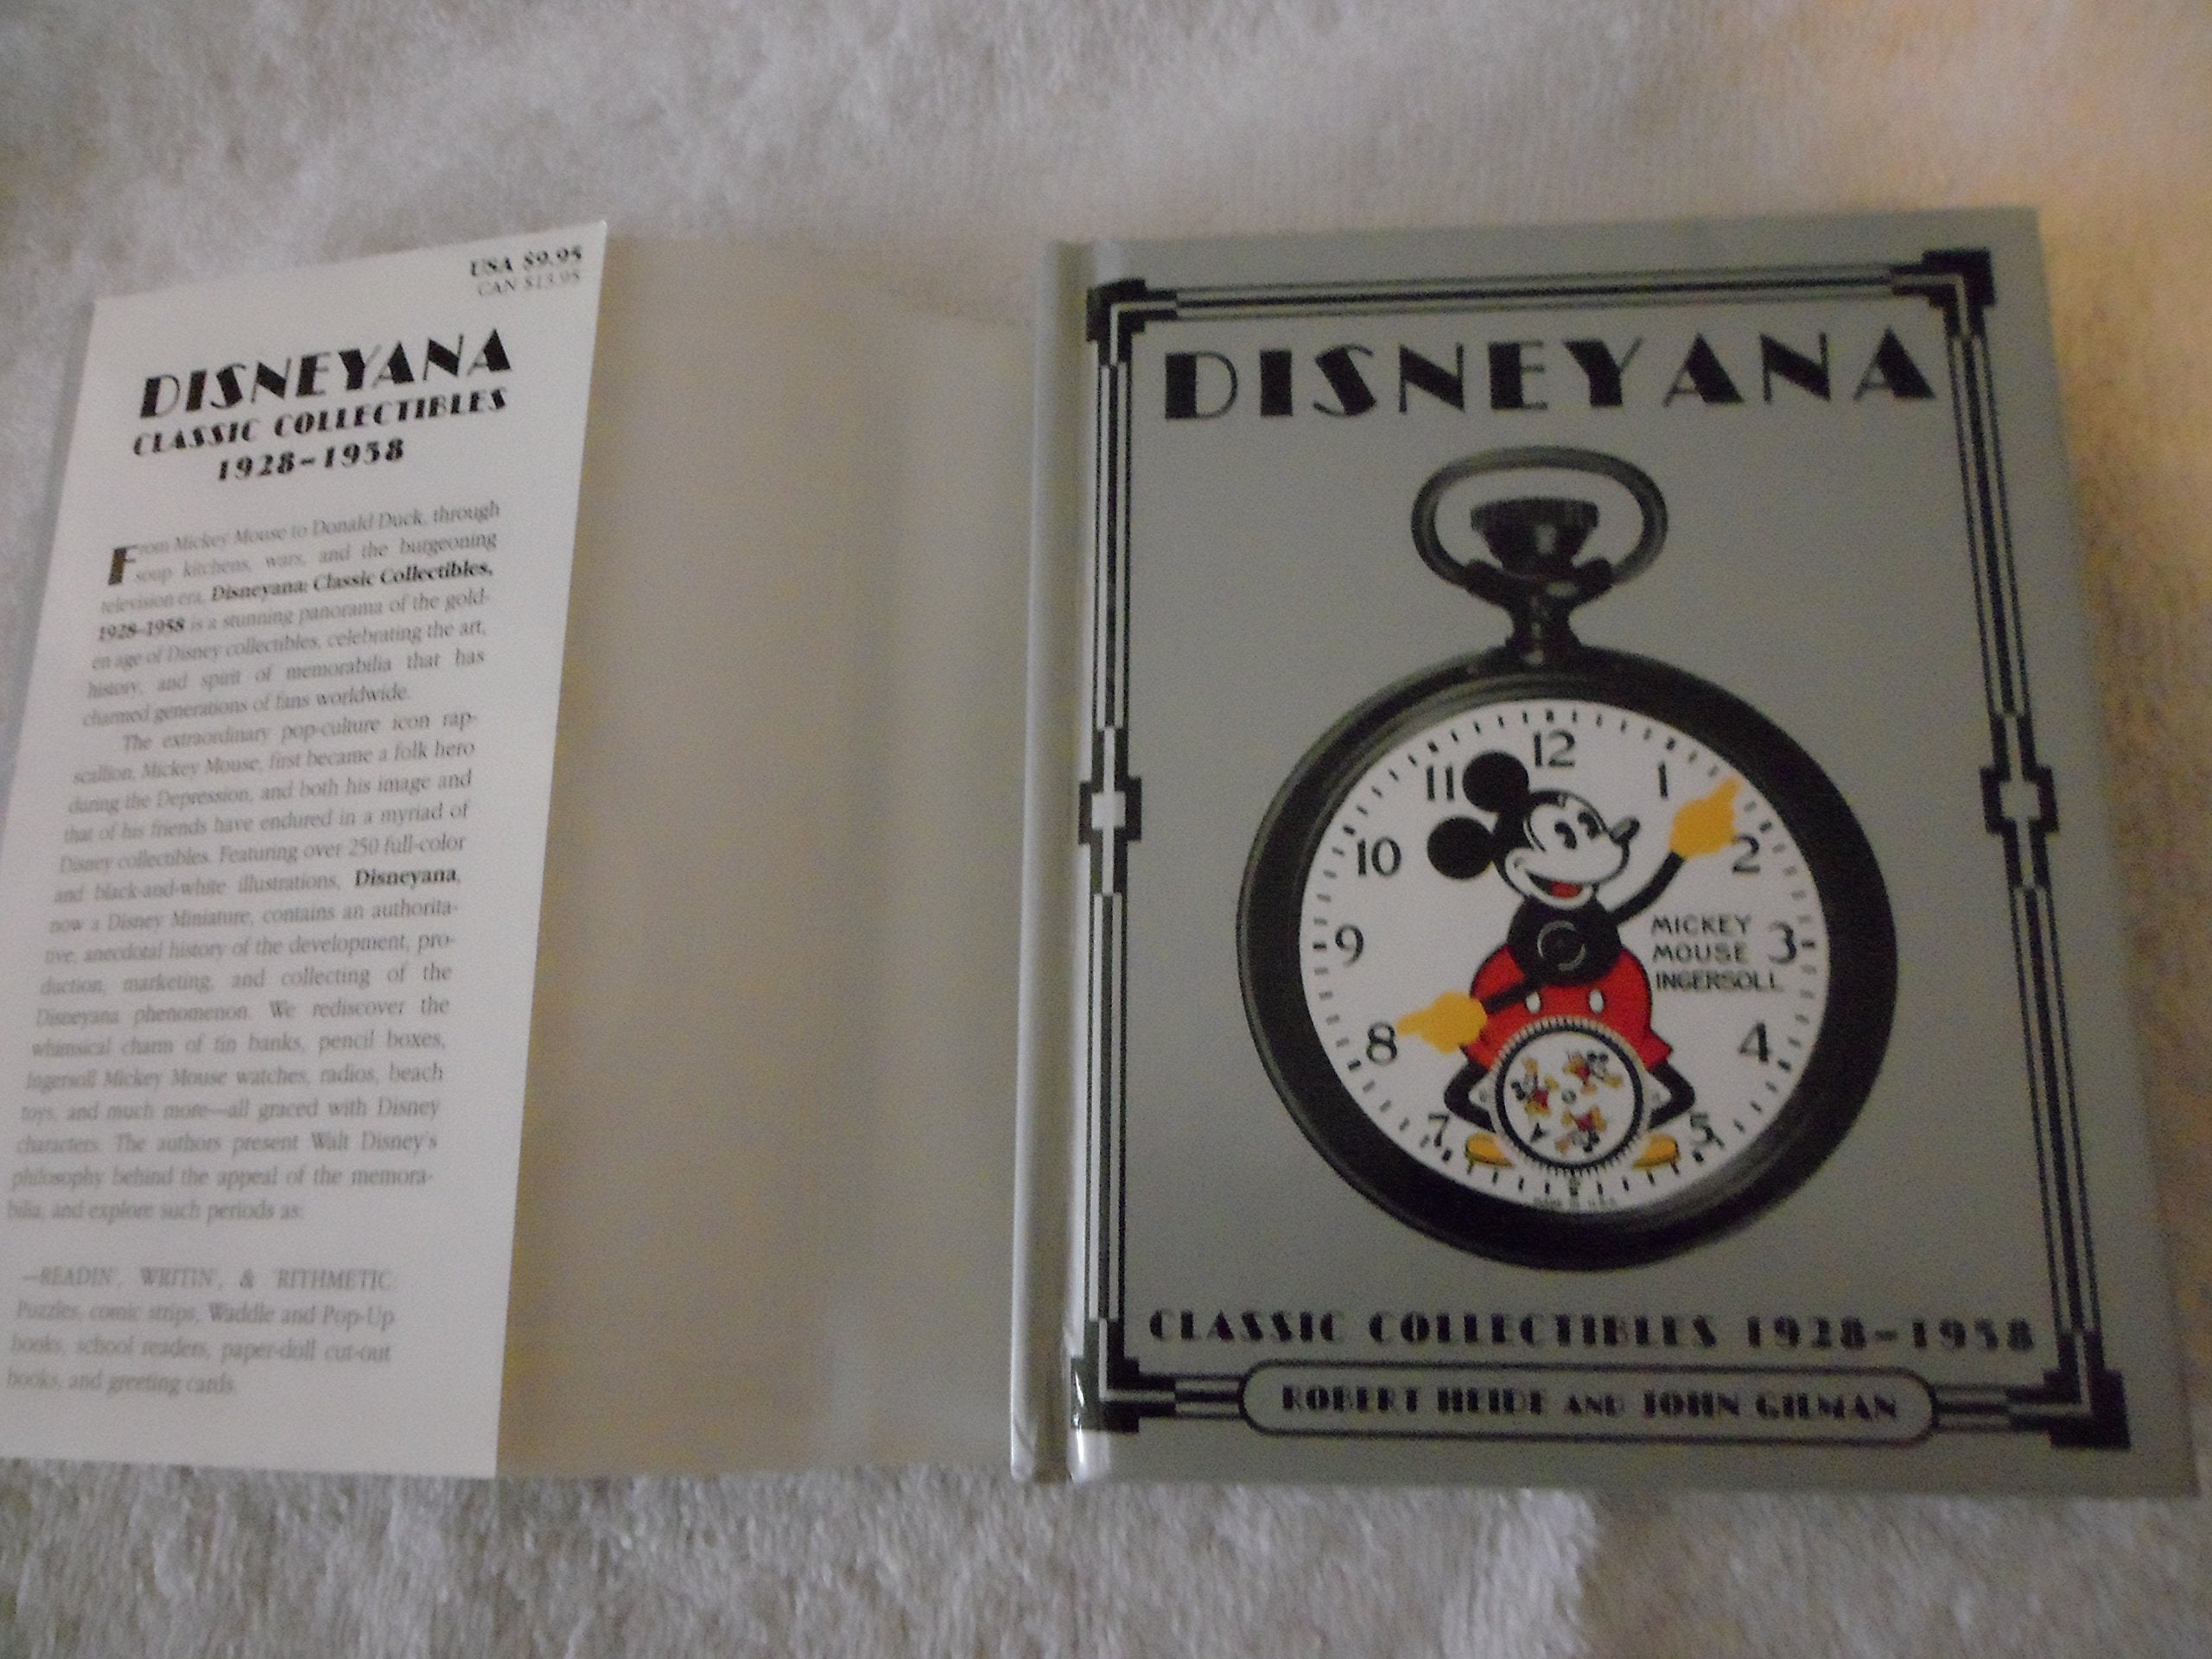 USA $9.95
CAN $13.95
DISNEYANA
CLASSIC COLLECTIBLES
1928-1958
From Mickey Mouse to Donald Duck, through
soup kitchens, wars, and the burgeoning
television era, Disneyana: Classic Collectibles,
1928-1958 is a stunning panorama of the gold-
en age of Disney collectibles, celebrating the art,
history, and spirit of memorabilia that has
charmed generations of fans worldwide.
The extraordinary pop-culture icon rap-
scallion, Mickey Mouse, first became a folk hero
during the Depression, and both his image and
that of his friends have endured in a myriad of
Disney collectibles. Featuring over 250 full-color
and black-and-white illustrations, Disneyana,
now a Disney Miniature, contains an authorita-
tive, anecdotal history of the development, pro-
duction, marketing, and collecting of the
Disneyana phenomenon. We rediscover the
whimsical charm of tin banks, pencil boxes,
Ingersoll Mickey Mouse watches, radios, beach
toys, and much more—all graced with Disney
characters. The authors present Walt Disney's
philosophy behind the appeal of the memora-
bilia, and explore such periods as:
—READIN', WRITIN', & 'RITHMETIC:
Puzzles, comic strips, Waddle and Pop-Up
books, school readers, paper-doll cut-out
books, and greeting cards.
DISNEYANA
12
11 1
10 2
MICKEY
9 MOUSE 3
INGERSOLL
8 4
7 5
MADE IN U.S.A.
CLASSIC COLLECTIBLES 1928-1958
ROBERT HEIDE AND JOHN GILMAN